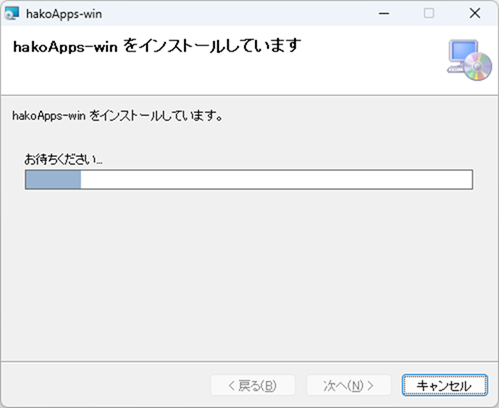 hakoApps-win
hakoApps-win をインストールしています
hakoApps-win をインストールしています。
お待ちください...
< 戻る(B)
次へ(N) >
キャンセル